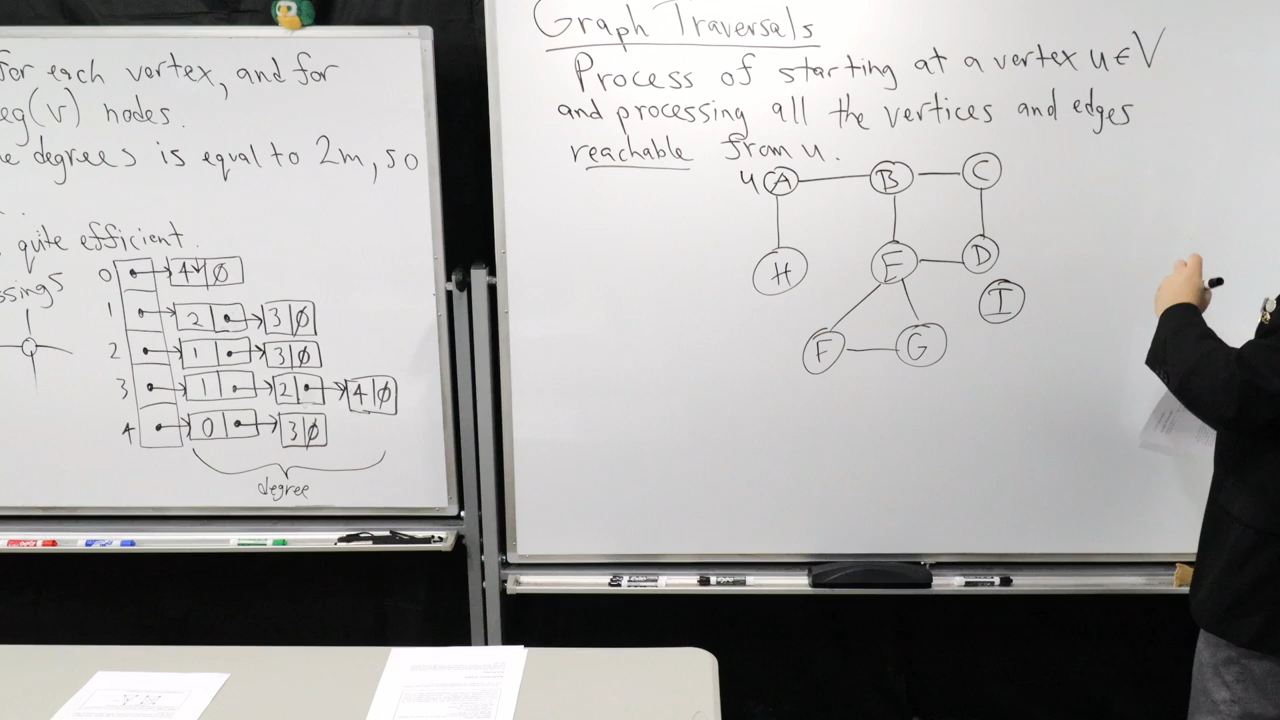 for each vertex, and for
eg(v) nodes.
e degrees is equal to 2m, so
quite efficient.
ssings
0 4 ∅
1 2 3 ∅
2 1 3 ∅
3 1 2 4 ∅
4 0 3 ∅
degree
Graph Traversals
Process of starting at a vertex u ∈ V
and processing all the vertices and edges
reachable from u.
u A B C
H E D
I
F G